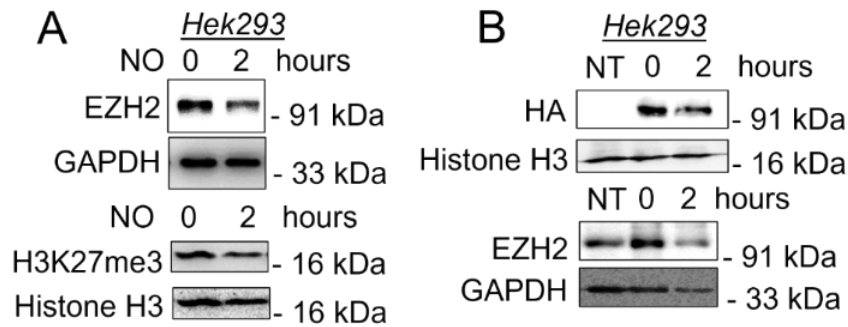 A
Hek293
NO 0 2 hours
EZH2 - 91 kDa
GAPDH - 33 kDa
NO 0 2 hours
H3K27me3 - 16 kDa
Histone H3 - 16 kDa
B
Hek293
NT 0 2 hours
HA - 91 kDa
Histone H3 - 16 kDa
NT 0 2 hours
EZH2 - 91 kDa
GAPDH - 33 kDa